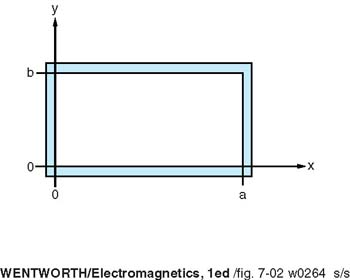 y
b
0
x
0
a
WENTWORTH/Electromagnetics, 1ed /fig. 7-02 w0264 s/s